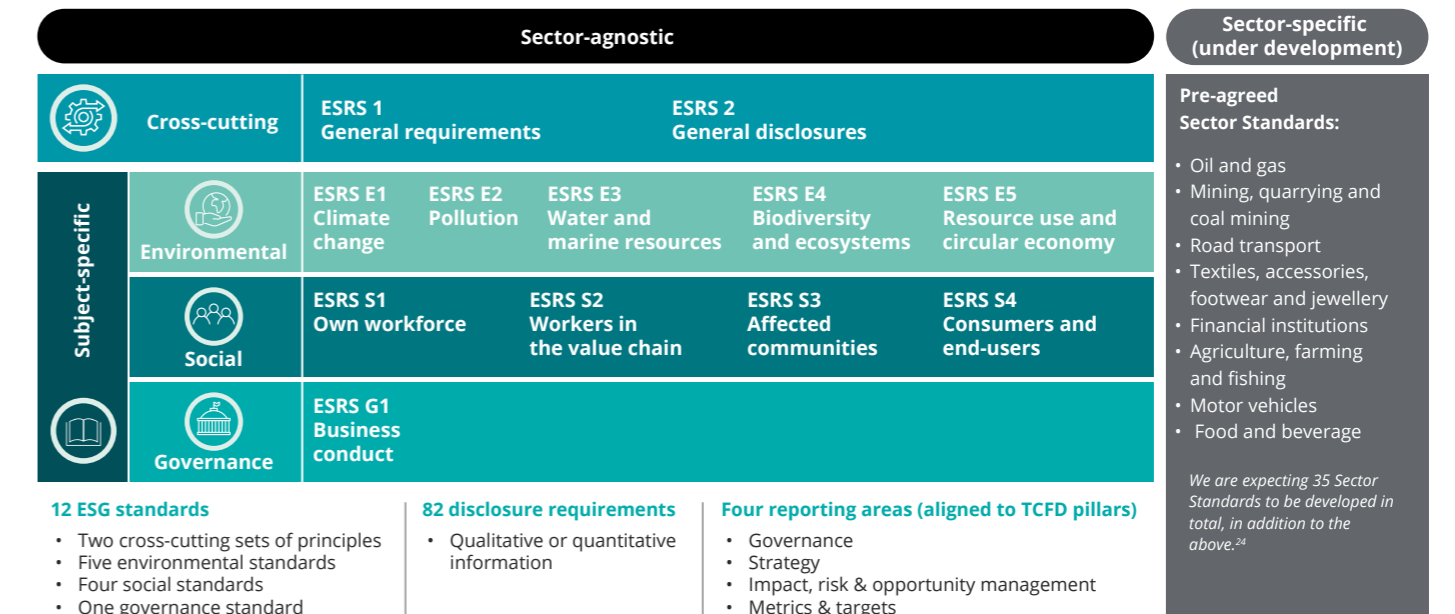 Sector-agnostic
Sector-specific
(under development)
Cross-cutting
ESRS 1
General requirements
ESRS 2
General disclosures
Subject-specific
Environmental
ESRS E1
Climate
change
ESRS E2
Pollution
ESRS E3
Water and
marine resources
ESRS E4
Biodiversity
and ecosystems
ESRS E5
Resource use and
circular economy
Social
ESRS S1
Own workforce
ESRS S2
Workers in
the value chain
ESRS S3
Affected
communities
ESRS S4
Consumers and
end-users
Governance
ESRS G1
Business
conduct
Pre-agreed
Sector Standards:
• Oil and gas
• Mining, quarrying and
coal mining
• Road transport
• Textiles, accessories,
footwear and jewellery
• Financial institutions
• Agriculture, farming
and fishing
• Motor vehicles
• Food and beverage
We are expecting 35 Sector
Standards to be developed in
total, in addition to the
above.24
12 ESG standards
• Two cross-cutting sets of principles
• Five environmental standards
• Four social standards
• One governance standard
82 disclosure requirements
• Qualitative or quantitative
information
Four reporting areas (aligned to TCFD pillars)
• Governance
• Strategy
• Impact, risk & opportunity management
• Metrics & targets